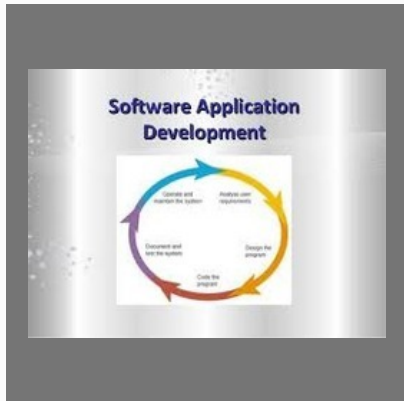 Software Application
Development
Operate and
maintain the system
Analyze user
requirements
Document and
test the system
Design the
program
Code the
program